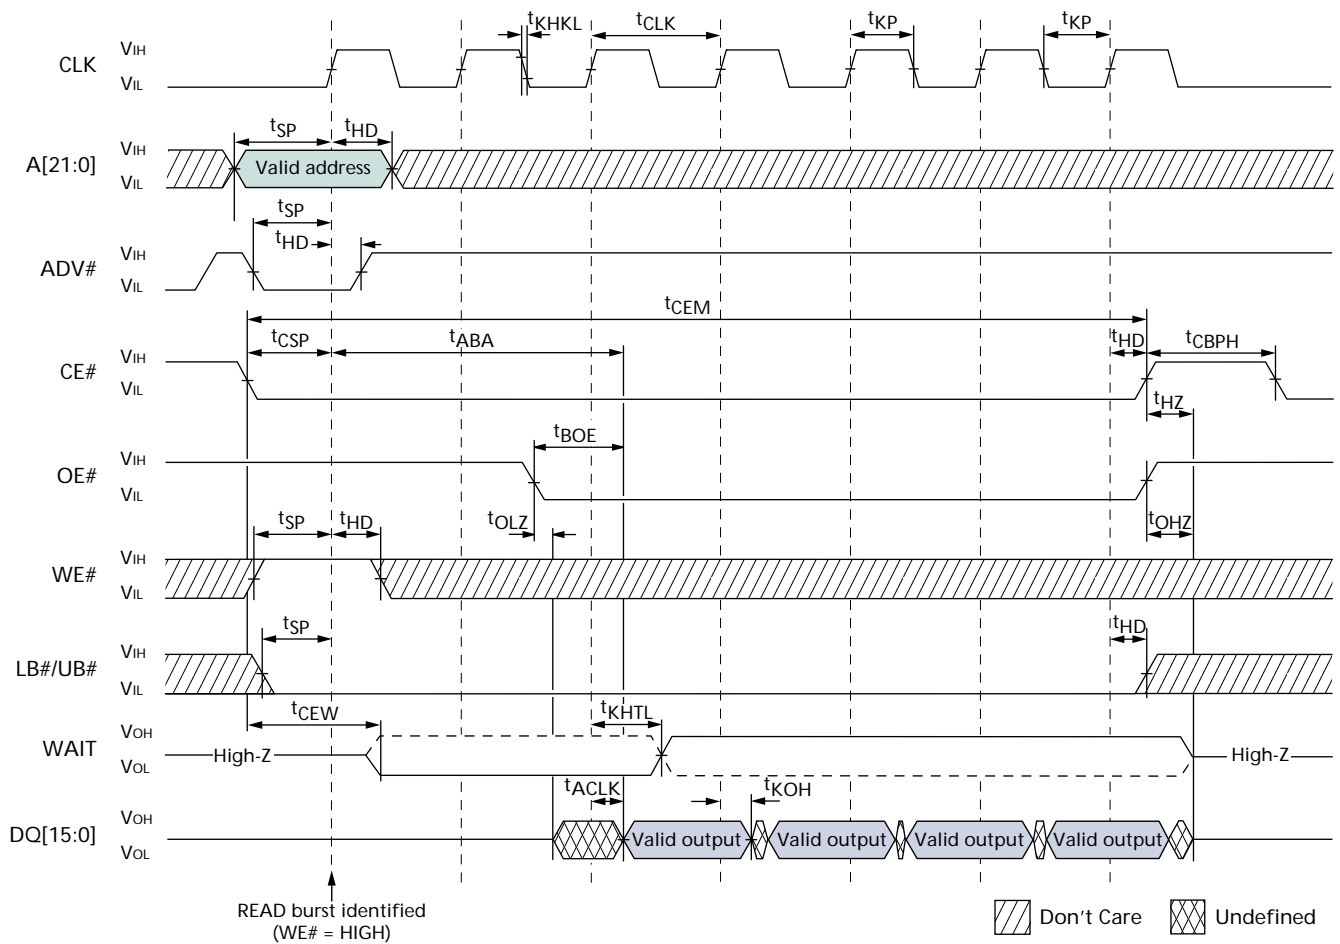 tKHKL tCLK tKP tKP
CLK VIH
VIL
tSP tHD
A[21:0] VIH
VIL
Valid address
tSP
tHD
ADV# VIH
VIL
tCEM
tCSP tABA tHD tCBPH
CE# VIH
VIL
tHZ
tBOE
OE# VIH
VIL
tSP tHD tOLZ tOHZ
WE# VIH
VIL
tSP tHD
LB#/UB# VIH
VIL
tCEW tKHTL
WAIT VOH
VOL
High-Z High-Z
tACLK tKOH
DQ[15:0] VOH
VOL
Valid output Valid output Valid output Valid output
READ burst identified
(WE# = HIGH)
Don't Care Undefined